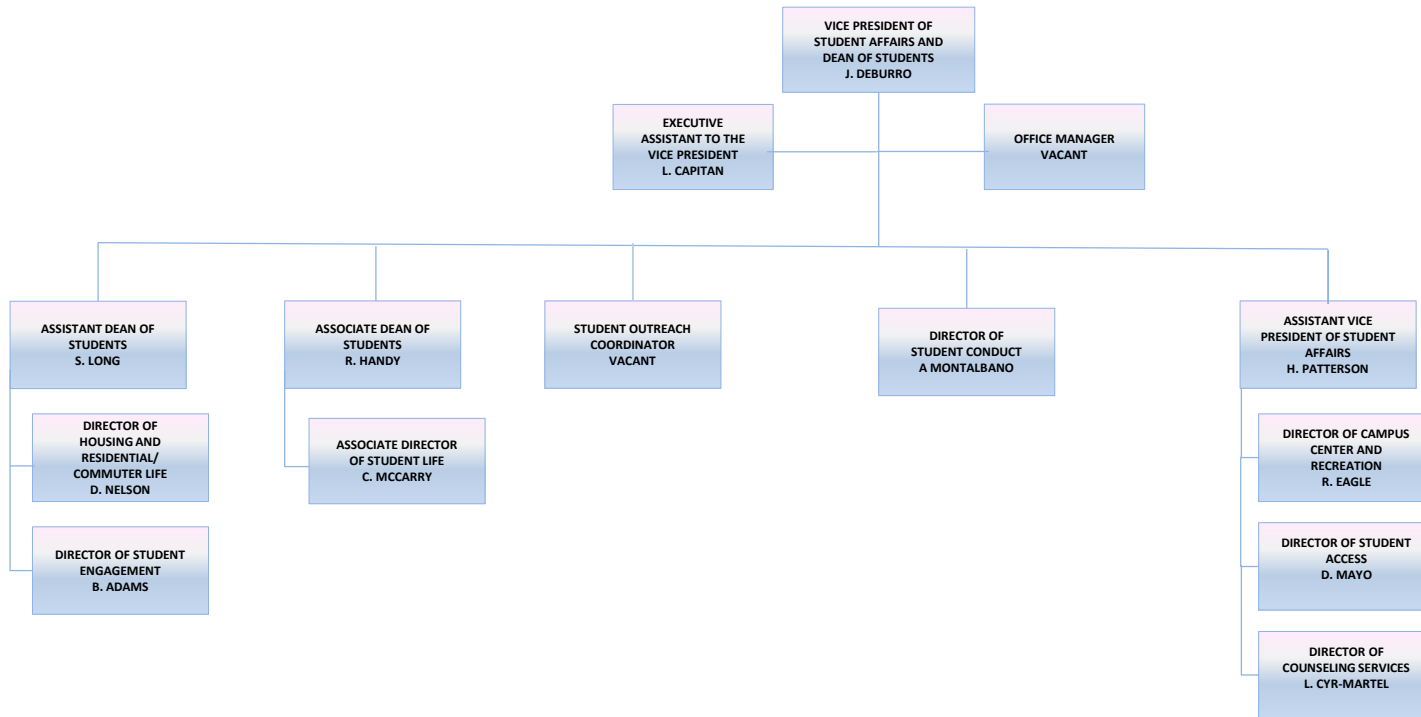 VICE PRESIDENT OF
STUDENT AFFAIRS AND
DEAN OF STUDENTS
J. DEBURRO
EXECUTIVE
ASSISTANT TO THE
VICE PRESIDENT
L. CAPITAN
OFFICE MANAGER
VACANT
ASSISTANT DEAN OF
STUDENTS
S. LONG
ASSOCIATE DEAN OF
STUDENTS
R. HANDY
STUDENT OUTREACH
COORDINATOR
VACANT
DIRECTOR OF
STUDENT CONDUCT
A MONTALBANO
ASSISTANT VICE
PRESIDENT OF STUDENT
AFFAIRS
H. PATTERSON
DIRECTOR OF
HOUSING AND
RESIDENTIAL/
COMMUTER LIFE
D. NELSON
ASSOCIATE DIRECTOR
OF STUDENT LIFE
C. MCCARRY
DIRECTOR OF CAMPUS
CENTER AND
RECREATION
R. EAGLE
DIRECTOR OF STUDENT
ENGAGEMENT
B. ADAMS
DIRECTOR OF STUDENT
ACCESS
D. MAYO
DIRECTOR OF
COUNSELING SERVICES
L. CYR-MARTEL